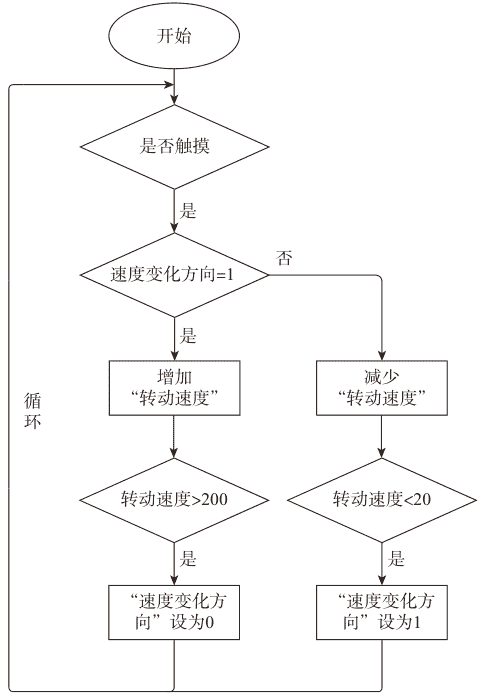 开始
是否触摸
是
速度变化方向=1
否
是
增加
“转动速度”
减少
“转动速度”
循
环
转动速度>200
转动速度<20
是
是
“速度变化方
向”设为0
“速度变化方
向”设为1